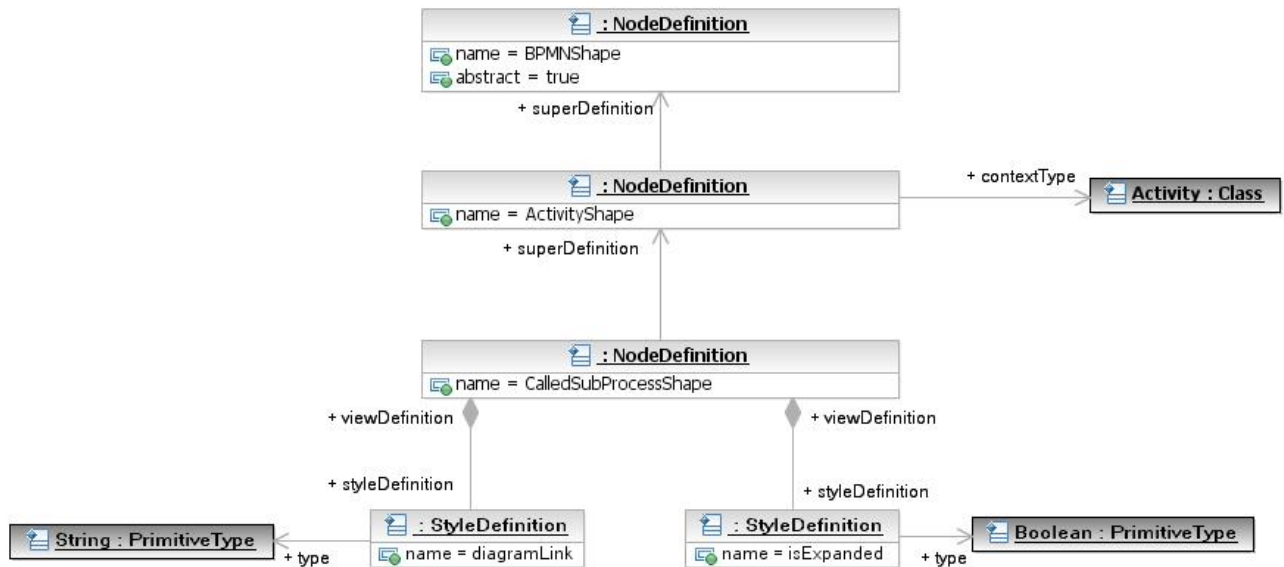 : NodeDefinition
name = BPMNShape
abstract = true
+ superDefinition
: NodeDefinition
name = ActivityShape
+ contextType
Activity : Class
+ superDefinition
: NodeDefinition
name = CalledSubProcessShape
+ viewDefinition
+ viewDefinition
+ styleDefinition
+ styleDefinition
String : PrimitiveType
+ type
: StyleDefinition
name = diagramLink
: StyleDefinition
name = isExpanded
+ type
Boolean : PrimitiveType